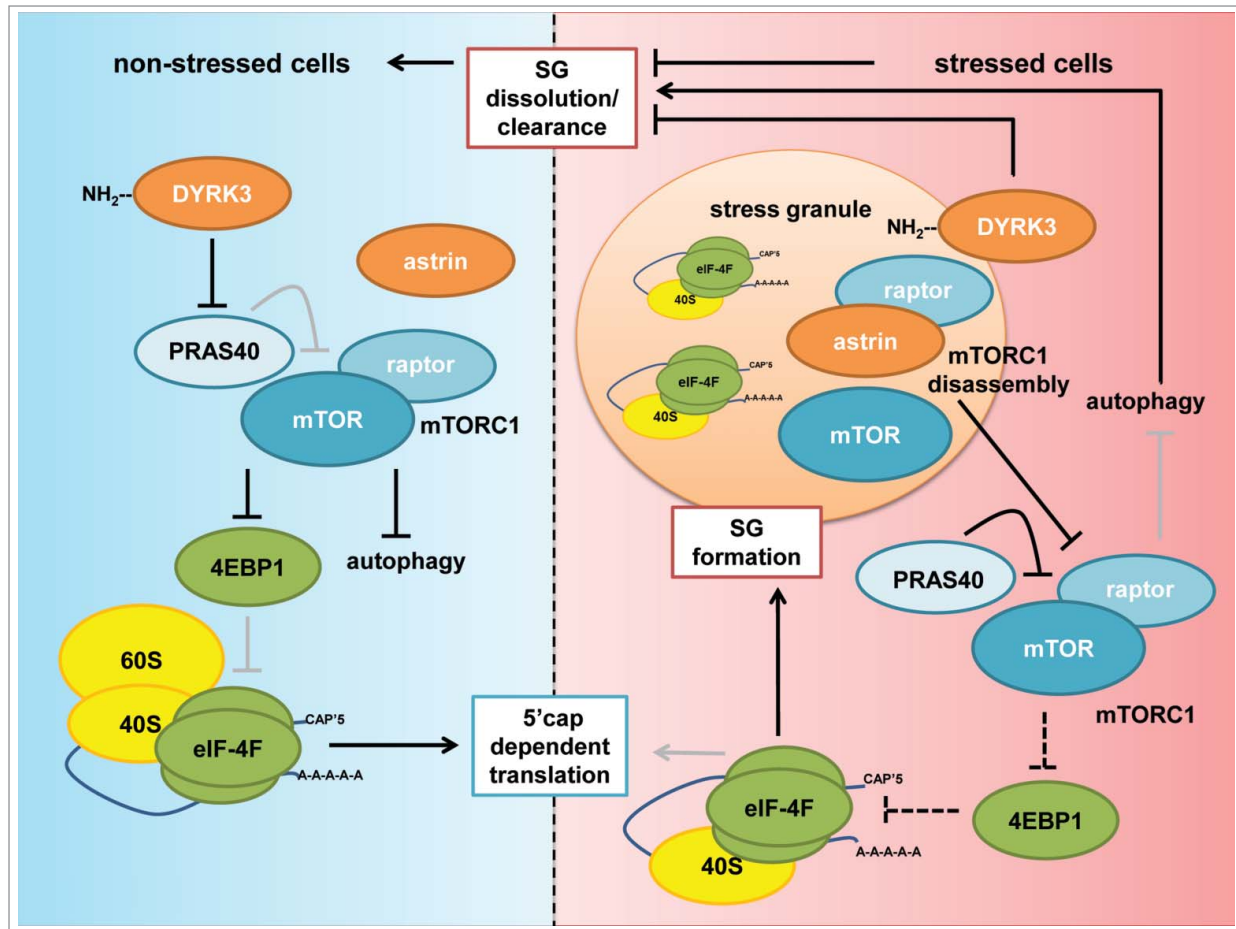 non-stressed cells
SG
dissolution/
clearance
stressed cells
NH2-- DYRK3
astrin
PRAS40
raptor
mTOR
mTORC1
4EBP1
autophagy
60S
40S
eIF-4F
CAP'5
A-A-A-A-A
5'cap
dependent
translation
stress granule
NH2-- DYRK3
eIF-4F
CAP'5
A-A-A-A-A
40S
raptor
astrin
eIF-4F
CAP'5
A-A-A-A-A
40S
mTOR
mTORC1
disassembly
autophagy
SG
formation
PRAS40
raptor
mTOR
mTORC1
eIF-4F
CAP'5
A-A-A-A-A
40S
4EBP1